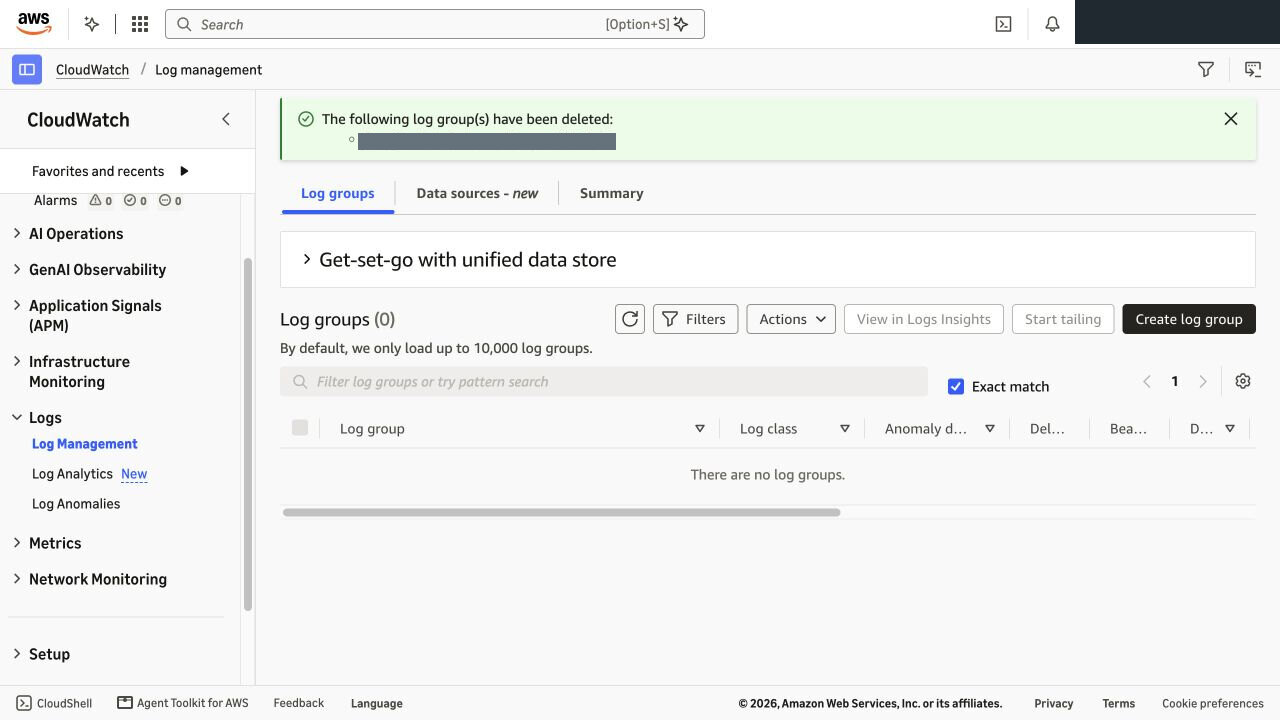 aws
Search [Option+S]
CloudWatch / Log management
CloudWatch
Favorites and recents
Alarms 0 0 0
AI Operations
GenAI Observability
Application Signals
(APM)
Infrastructure
Monitoring
Logs
Log Management
Log Analytics New
Log Anomalies
Metrics
Network Monitoring
Setup
The following log group(s) have been deleted:
Log groups Data sources - new Summary
Get-set-go with unified data store
Log groups (0) Filters Actions View in Logs Insights Start tailing Create log group
By default, we only load up to 10,000 log groups.
Filter log groups or try pattern search Exact match 1
Log group Log class Anomaly d... Del... Bea... D...
There are no log groups.
CloudShell Agent Toolkit for AWS Feedback Language © 2026, Amazon Web Services, Inc. or its affiliates. Privacy Terms Cookie preferences